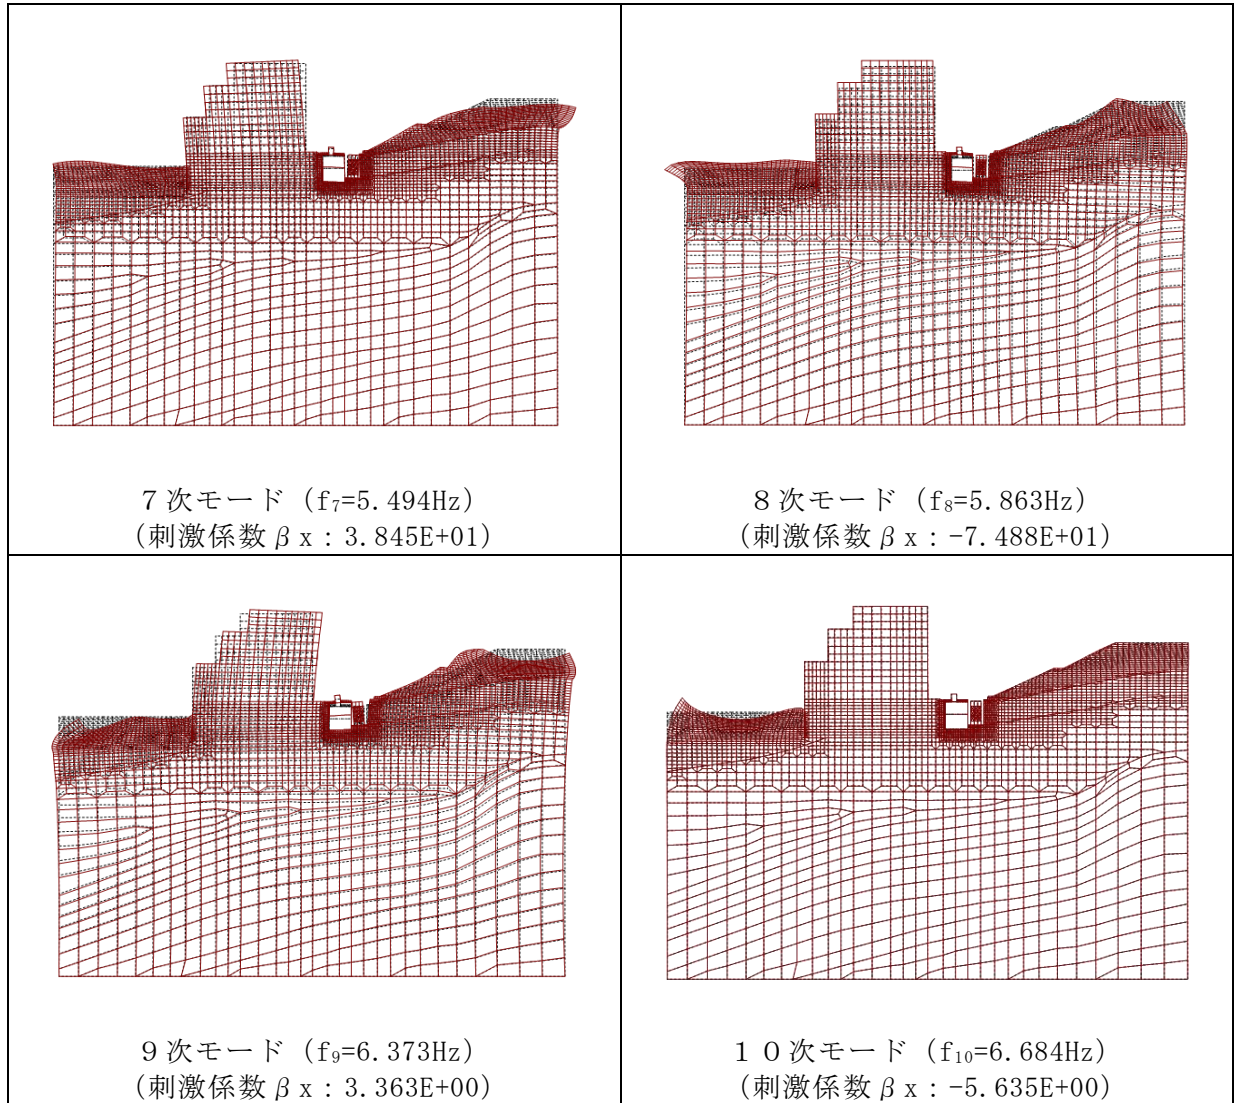 7次モード (f₇=5.494Hz)
(刺激係数βx:3.845E+01)
8次モード (f₈=5.863Hz)
(刺激係数βx:-7.488E+01)
9次モード (f₉=6.373Hz)
(刺激係数βx:3.363E+00)
10次モード (f₁₀=6.684Hz)
(刺激係数βx:-5.635E+00)